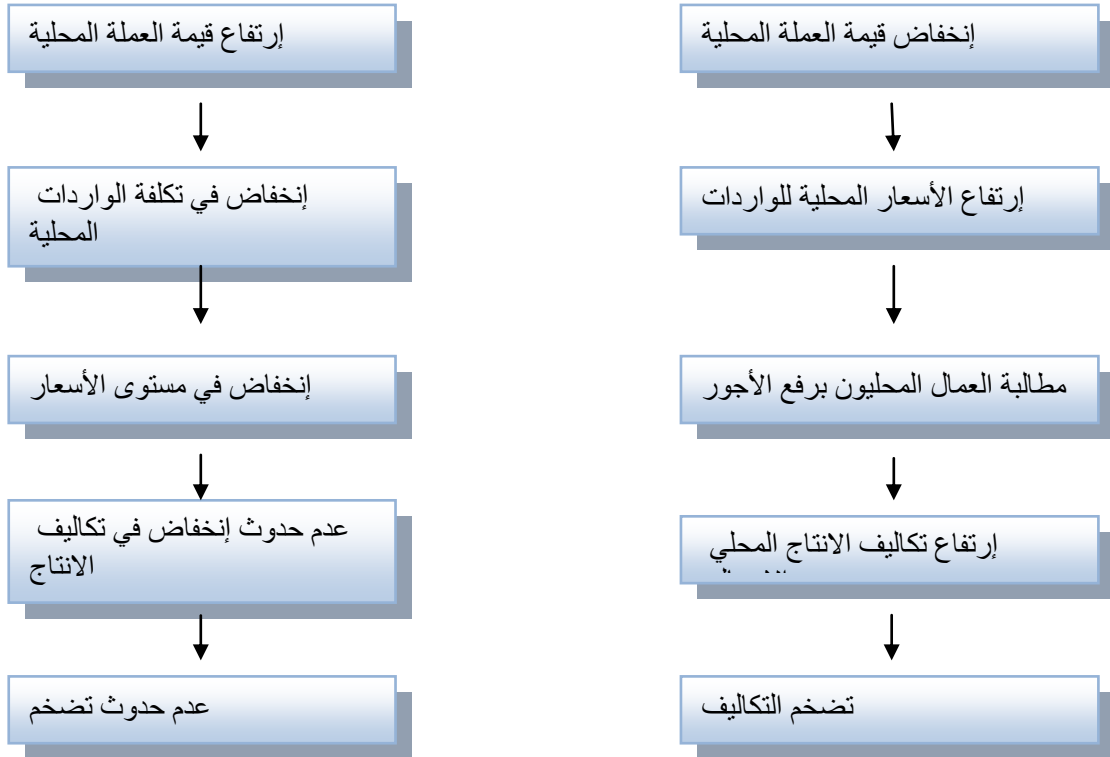 إنخفاض قيمة العملة المحلية
إرتفاع الأسعار المحلية للواردات
مطالبة العمال المحليون برفع الأجور
إرتفاع تكاليف الانتاج المحلي
تضخم التكاليف
إرتفاع قيمة العملة المحلية
إنخفاض في تكلفة الواردات
المحلية
إنخفاض في مستوى الأسعار
عدم حدوث إنخفاض في تكاليف
الانتاج
عدم حدوث تضخم